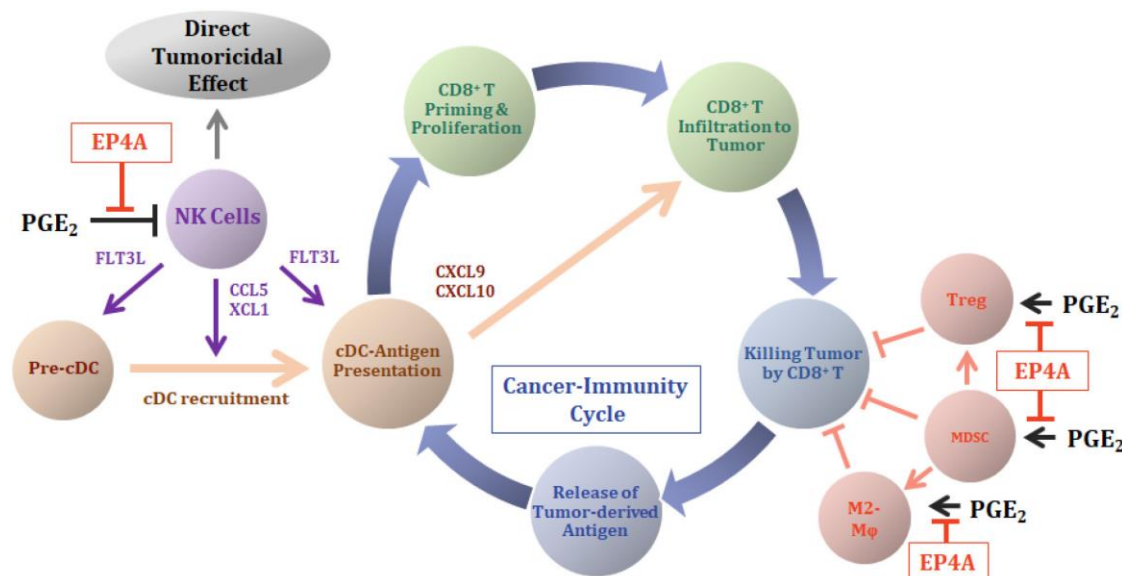 Direct
Tumoricidal
Effect
EP4A
PGE₂
NK Cells
FLT3L
FLT3L
CCL5
XCL1
Pre-cDC
cDC recruitment
cDC-Antigen
Presentation
CD8⁺ T
Priming &
Proliferation
CD8⁺ T
Infiltration to
Tumor
CXCL9
CXCL10
Cancer-Immunity
Cycle
Killing Tumor
by CD8⁺ T
Release of
Tumor-derived
Antigen
Treg
PGE₂
EP4A
MDSC
PGE₂
M2-
Mφ
PGE₂
EP4A